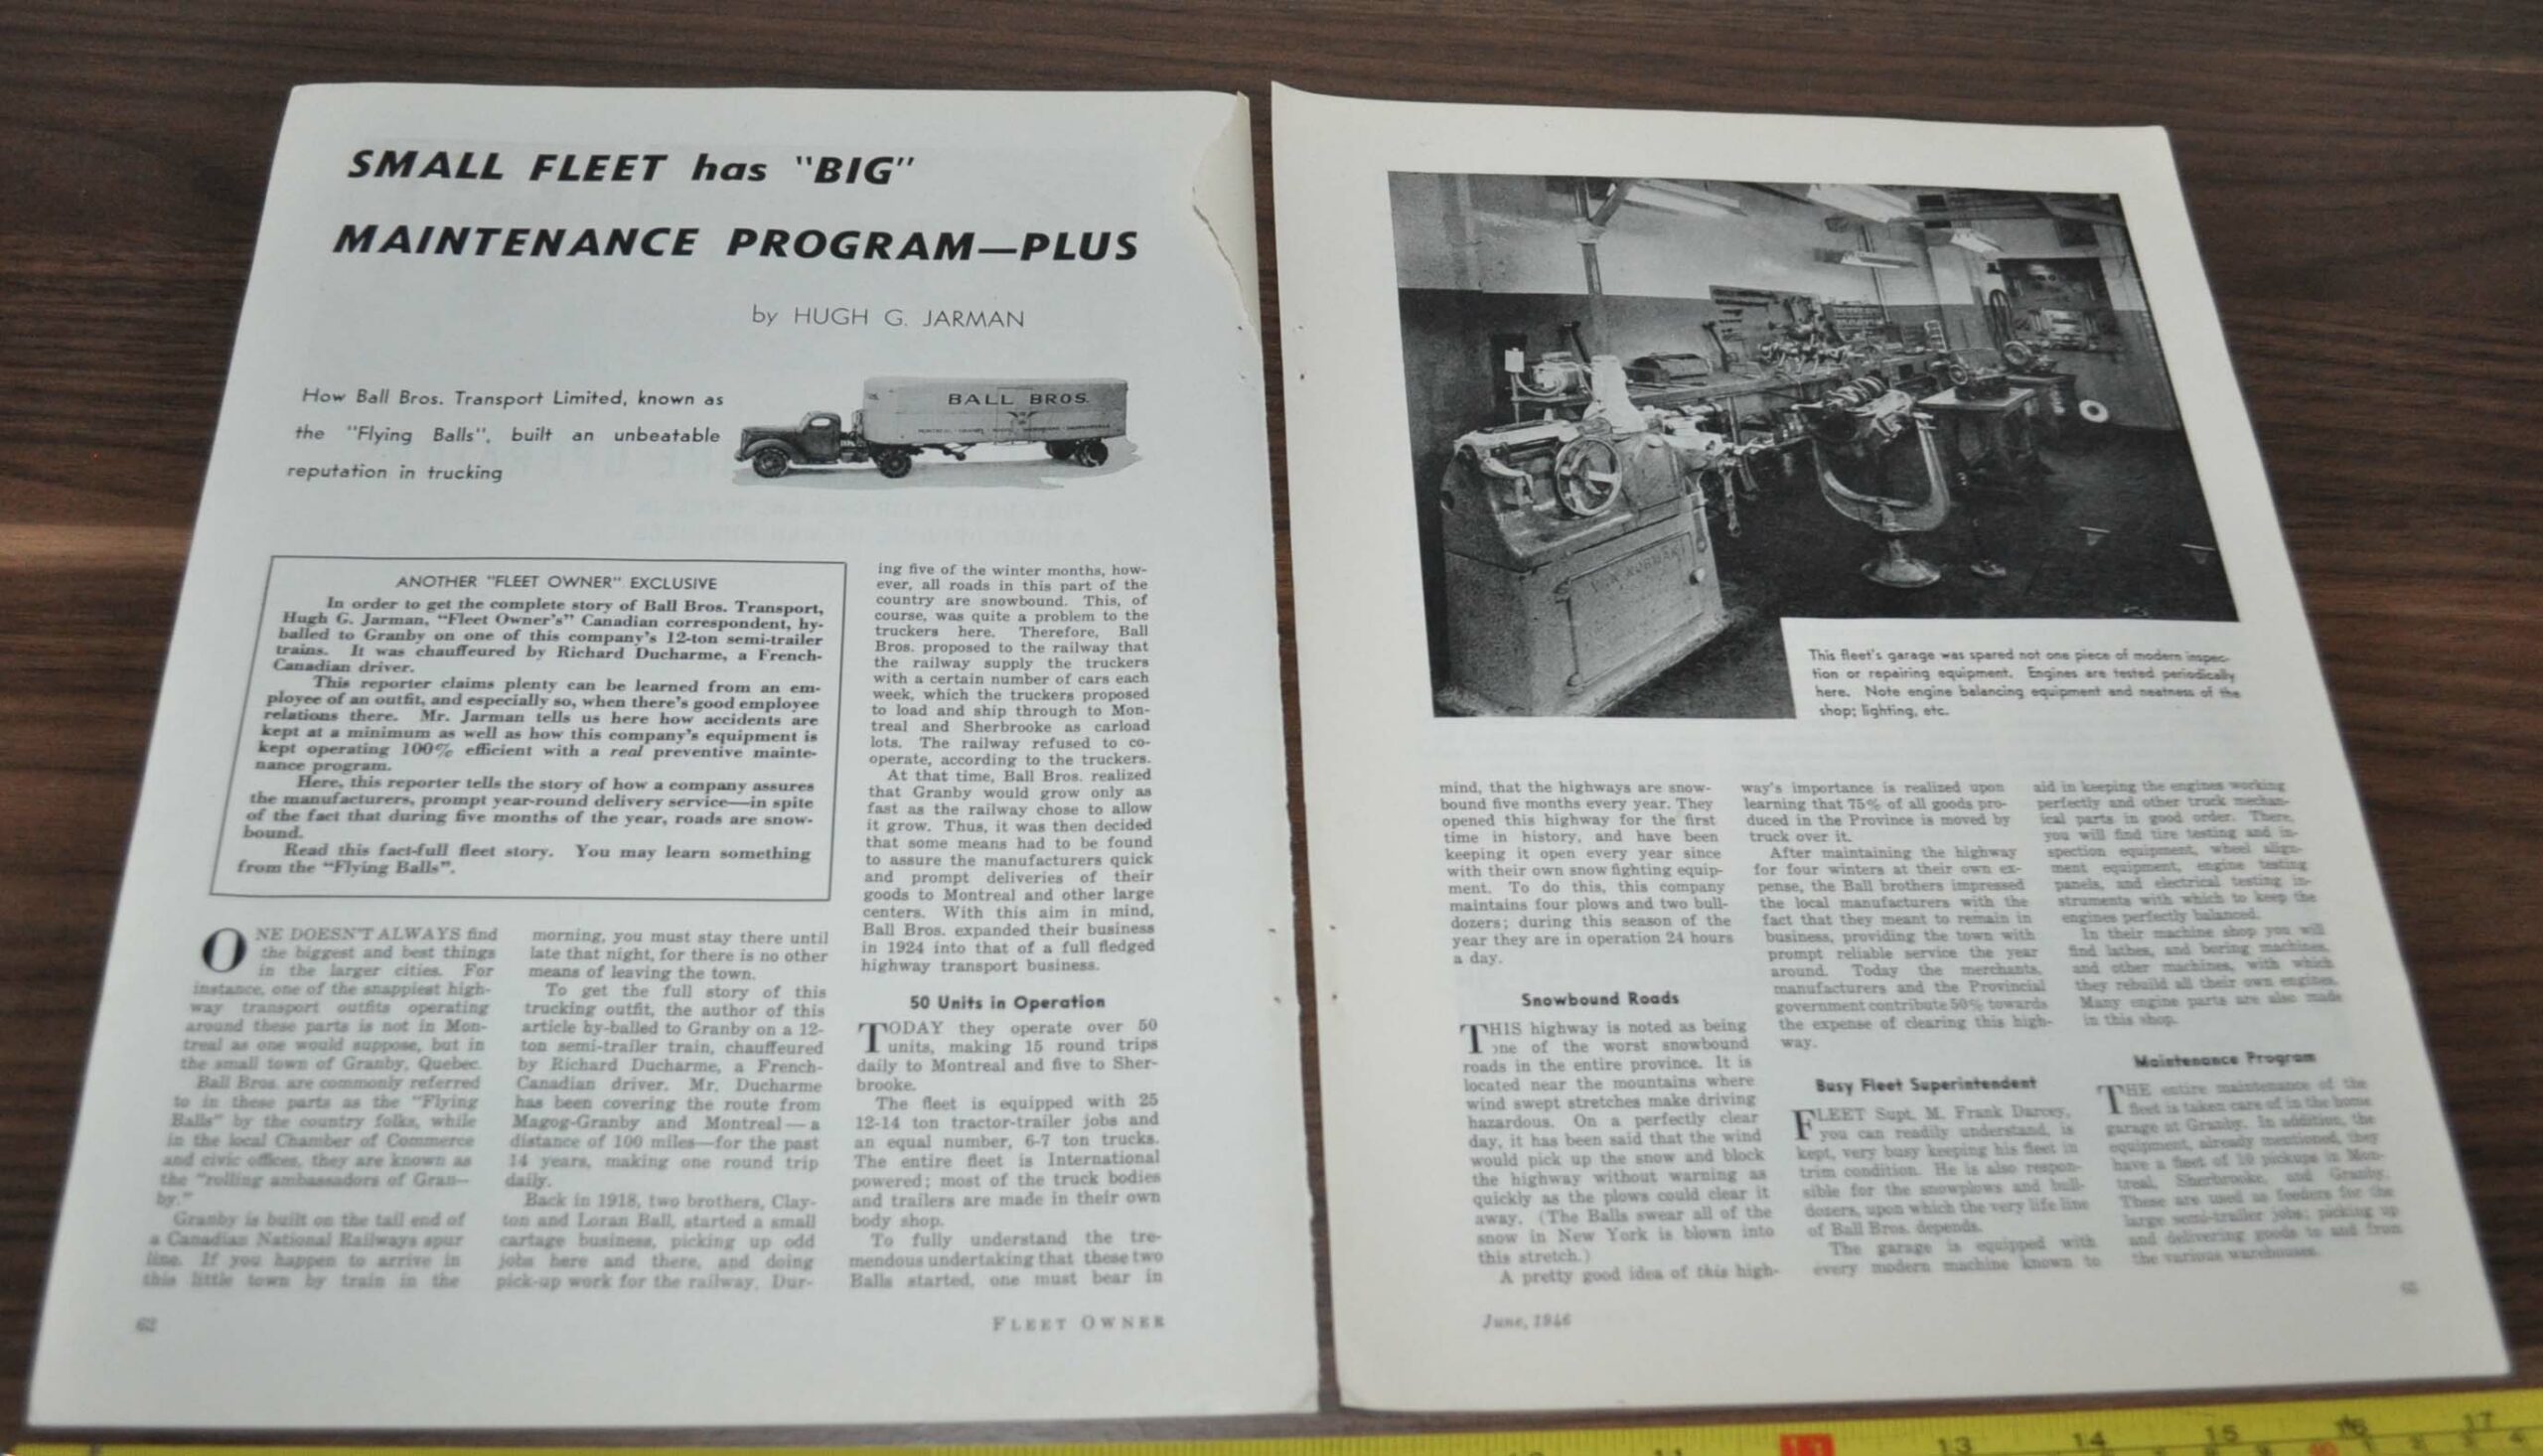 SMALL FLEET has "BIG"
MAINTENANCE PROGRAM—PLUS
by HUGH G. JARMAN
How Ball Bros. Transport Limited, known as
the "Flying Balls", built an unbeatable
reputation in trucking
BALL BROS.
ANOTHER "FLEET OWNER" EXCLUSIVE
In order to get the complete story of Ball Bros. Transport,
Hugh G. Jarman, "Fleet Owner's" Canadian correspondent, hy-
balled to Granby on one of this company's 12-ton semi-trailer
trains. It was chauffeured by Richard Ducharme, a French-
Canadian driver.
This reporter claims plenty can be learned from an em-
ployee of an outfit, and especially so, when there's good employee
relations there. Mr. Jarman tells us here how accidents are
kept at a minimum as well as how this company's equipment is
kept operating 100% efficient with a real preventive mainte-
nance program.
Here, this reporter tells the story of how a company assures
the manufacturers, prompt year-round delivery service—in spite
of the fact that during five months of the year, roads are snow-
bound.
Read this fact-full fleet story. You may learn something
from the "Flying Balls".
ONE DOESN'T ALWAYS find
the biggest and best things
in the larger cities. For
instance, one of the snappiest high-
way transport outfits operating
around these parts is not in Mon-
treal as one would suppose, but in
the small town of Granby, Quebec.
Ball Bros. are commonly referred
to in these parts as the "Flying
Balls" by the country folks, while
in the local Chamber of Commerce
and civic offices, they are known as
the "rolling ambassadors of Gran-
by."
Granby is built on the tail end of
a Canadian National Railways spur
line. If you happen to arrive in
this little town by train in the
morning, you must stay there until
late that night, for there is no other
means of leaving the town.
To get the full story of this
trucking outfit, the author of this
article hy-balled to Granby on a 12-
ton semi-trailer train, chauffeured
by Richard Ducharme, a French-
Canadian driver. Mr. Ducharme
has been covering the route from
Magog-Granby and Montreal—a
distance of 100 miles—for the past
14 years, making one round trip
daily.
Back in 1918, two brothers, Clay-
ton and Loran Ball, started a small
cartage business, picking up odd
jobs here and there, and doing
pick-up work for the railway. Dur-
ing five of the winter months, how-
ever, all roads in this part of the
country are snowbound. This, of
course, was quite a problem to the
truckers here. Therefore, Ball
Bros. proposed to the railway that
the railway supply the truckers
with a certain number of cars each
week, which the truckers proposed
to load and ship through to Mon-
treal and Sherbrooke as carload
lots. The railway refused to co-
operate, according to the truckers.
At that time, Ball Bros. realized
that Granby would grow only as
fast as the railway chose to allow
it grow. Thus, it was then decided
that some means had to be found
to assure the manufacturers quick
and prompt deliveries of their
goods to Montreal and other large
centers. With this aim in mind,
Ball Bros. expanded their business
in 1924 into that of a full fledged
highway transport business.
50 Units in Operation
TODAY they operate over 50
units, making 15 round trips
daily to Montreal and five to Sher-
brooke.
The fleet is equipped with 25
12-14 ton tractor-trailer jobs and
an equal number, 6-7 ton trucks.
The entire fleet is International
powered; most of the truck bodies
and trailers are made in their own
body shop.
To fully understand the tre-
mendous undertaking that these two
Balls started, one must bear in
62
FLEET OWNER
This fleet's garage was spared not one piece of modern inspec-
tion or repairing equipment. Engines are tested periodically
here. Note engine balancing equipment and neatness of the
shop; lighting, etc.
mind, that the highways are snow-
bound five months every year. They
opened this highway for the first
time in history, and have been
keeping it open every year since
with their own snow fighting equip-
ment. To do this, this company
maintains four plows and two bull-
dozers; during this season of the
year they are in operation 24 hours
a day.
Snowbound Roads
THIS highway is noted as being
one of the worst snowbound
roads in the entire province. It is
located near the mountains where
wind swept stretches make driving
hazardous. On a perfectly clear
day, it has been said that the wind
would pick up the snow and block
the highway without warning as
quickly as the plows could clear it
away. (The Balls swear all of the
snow in New York is blown into
this stretch.)
A pretty good idea of this high-
way's importance is realized upon
learning that 75% of all goods pro-
duced in the Province is moved by
truck over it.
After maintaining the highway
for four winters at their own ex-
pense, the Ball brothers impressed
the local manufacturers with the
fact that they meant to remain in
business, providing the town with
prompt reliable service the year
around. Today the merchants,
manufacturers and the Provincial
government contribute 50% towards
the expense of clearing this high-
way.
Busy Fleet Superintendent
FLEET Supt. M. Frank Darcey,
you can readily understand, is
kept, very busy keeping his fleet in
trim condition. He is also respon-
sible for the snowplows and bull-
dozers, upon which the very life line
of Ball Bros. depends.
The garage is equipped with
every modern machine known to
aid in keeping the engines working
perfectly and other truck mechan-
ical parts in good order. There,
you will find tire testing and in-
spection equipment, wheel align-
ment equipment, engine testing
panels, and electrical testing in-
struments with which to keep the
engines perfectly balanced.
In their machine shop you will
find lathes, and boring machines,
and other machines, with which
they rebuild all their own engines.
Many engine parts are also made
in this shop.
Maintenance Program
THE entire maintenance of the
fleet is taken care of in the home
garage at Granby. In addition, the
equipment, already mentioned, they
have a fleet of 10 pickups in Mon-
treal, Sherbrooke, and Granby.
These are used as feeders for the
large semi-trailer jobs; picking up
and delivering goods to and from
the various warehouses.
June, 1946
13 14 15 16 17